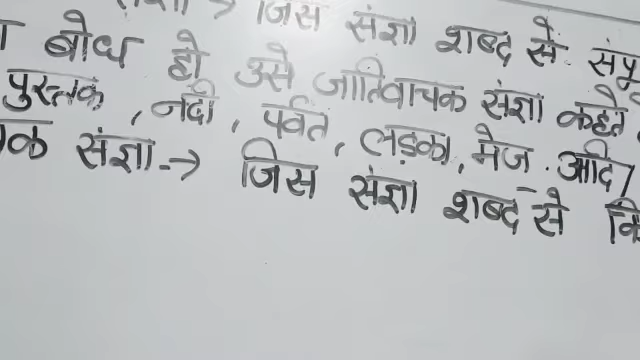 संज्ञा → जिस संज्ञा शब्द से संपू
बोध हो उसे जातिवाचक संज्ञा कहते
पुस्तक, नदी, पर्वत, लड़का, मेज आदि।
क संज्ञा → जिस संज्ञा शब्द से कि